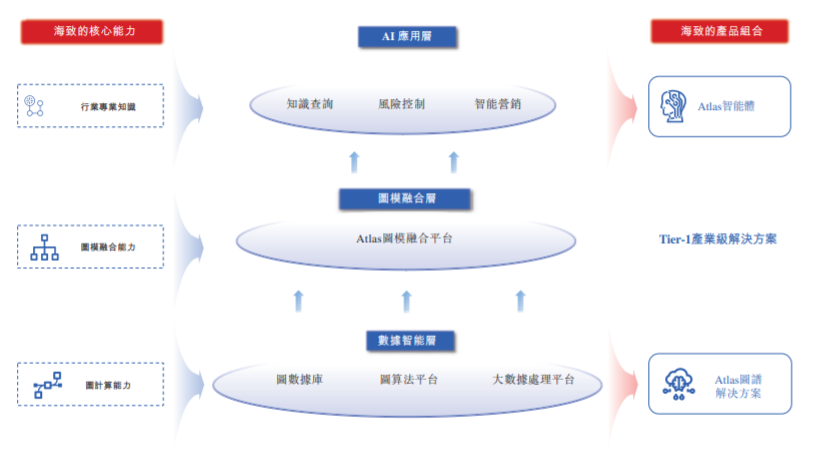 海致的核心能力
AI 應用層
海致的產品組合
行業專業知識
知識查詢
風險控制
智能營銷
Atlas智能體
圖模融合層
圖模融合能力
Atlas圖模融合平台
Tier-1產業級解決方案
數據智能層
圖計算能力
圖數據庫
圖算法平台
大數據處理平台
Atlas圖譜
解決方案